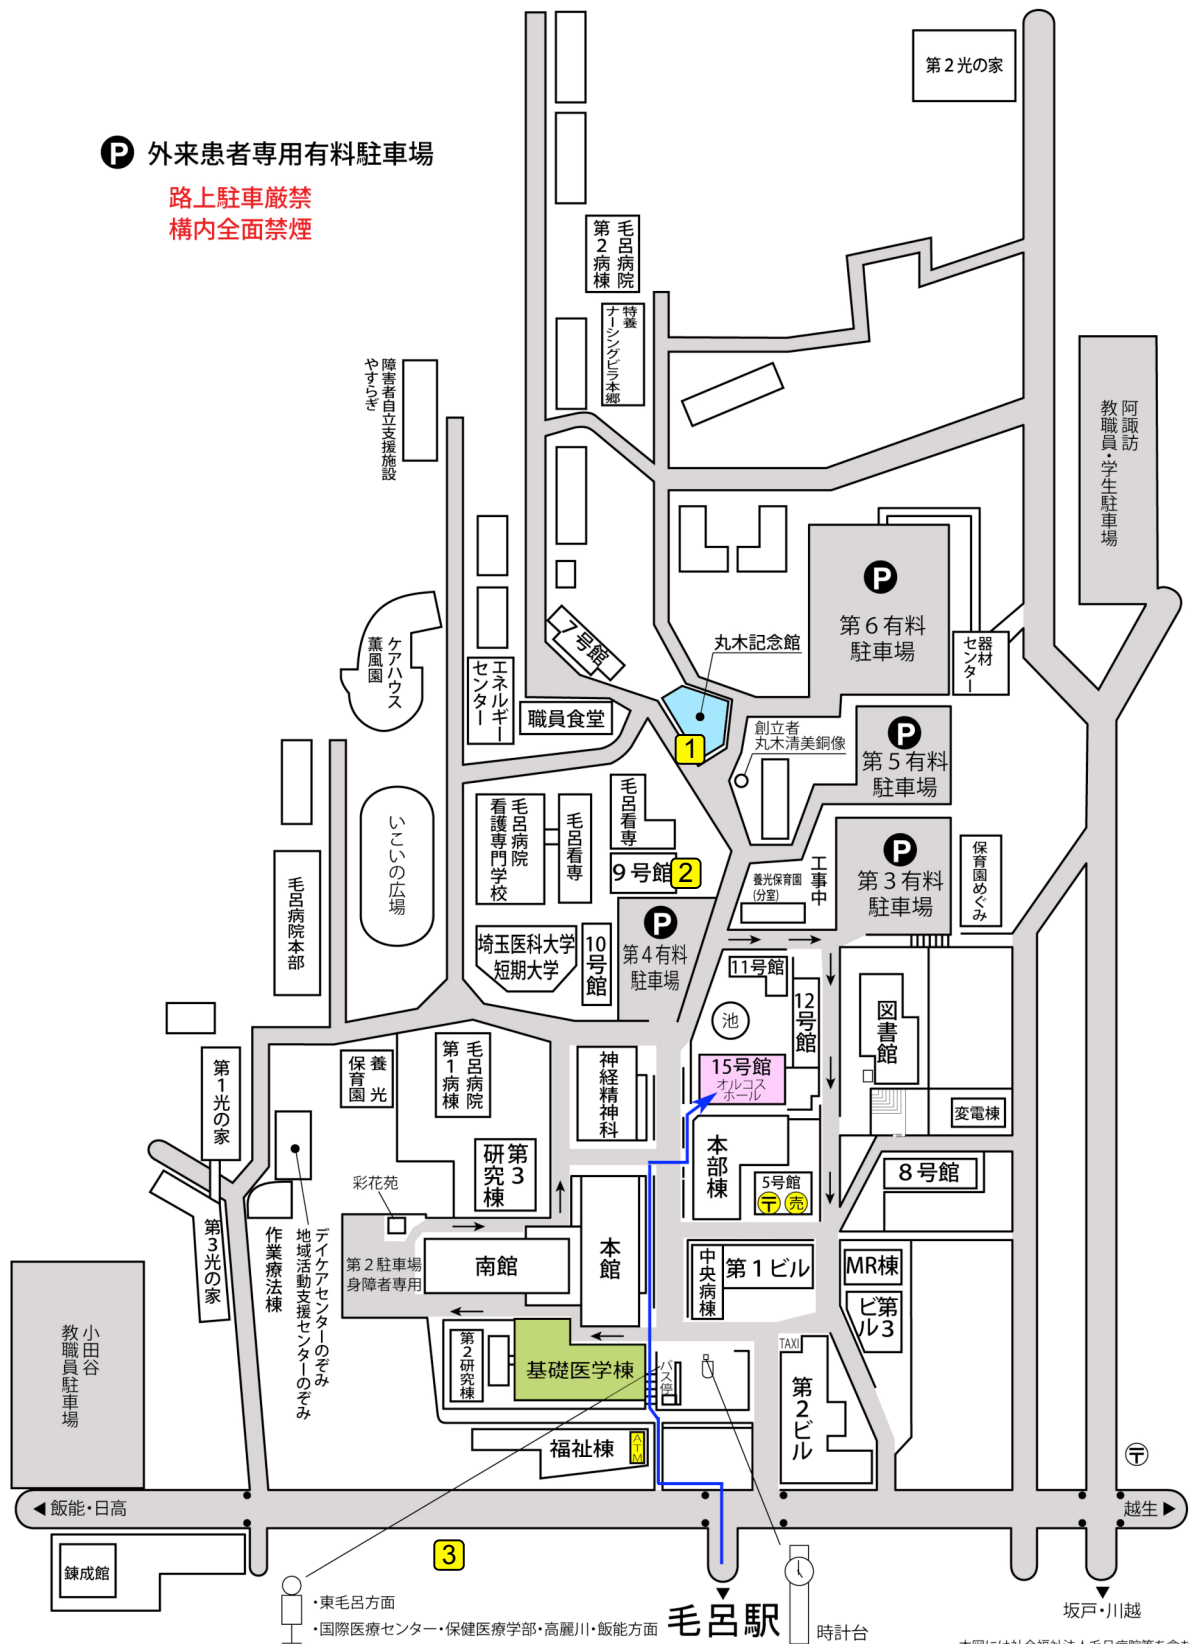 第２光の家
P 外来患者専用有料駐車場
路上駐車厳禁
構内全面禁煙
毛呂病院
第２病棟
特養
ナーシングビラ本郷
障害者自立支援施設
やすらぎ
阿諏訪
教職員・学生駐車場
P
第６有料
駐車場
７号館
丸木記念館
器材
センター
ケアハウス
薫風園
エネルギー
センター
職員食堂
1
創立者
丸木清美銅像
P
第５有料
駐車場
いこいの広場
毛呂病院
看護専門学校
毛呂看専
毛呂看専
９号館
2
工事中
養光保育園
(分室)
P
第３有料
駐車場
保育園めぐみ
毛呂病院本部
埼玉医科大学
短期大学
10号館
P
第４有料
駐車場
11号館
12号館
池
図書館
第１光の家
養光
保育園
毛呂病院
第１病棟
神経精神科
15号館
オルコス
ホール
変電棟
第３
研究棟
本部棟
5号館
〒
売
８号館
彩花苑
第３光の家
作業療法棟
デイケアセンターのぞみ
地域活動支援センターのぞみ
第２駐車場
身障者専用
南館
本館
中央病棟
第１ビル
MR棟
第３
ビル
小田谷
教職員駐車場
第２研究棟
基礎医学棟
バス停
TAXI
第２ビル
福祉棟
ATM
〒
◀ 飯能・日高
越生 ▶
錬成館
3
・東毛呂方面
・国際医療センター・保健医療学部・高麗川・飯能方面
毛呂駅
時計台
坂戸・川越